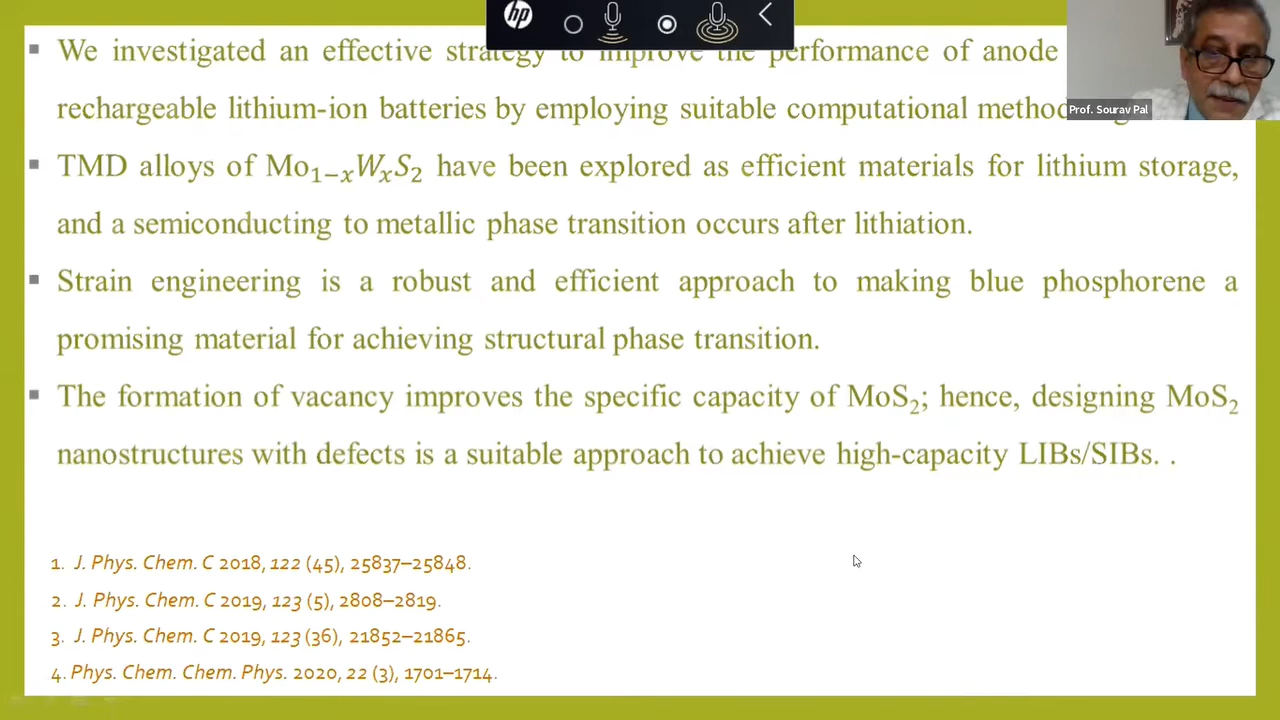 hp
▪ We investigated an effective strategy to improve the performance of anode
rechargeable lithium-ion batteries by employing suitable computational
Prof. Sourav Pal
▪ TMD alloys of Mo₁₋ₓWₓS₂ have been explored as efficient materials for lithium storage,
and a semiconducting to metallic phase transition occurs after lithiation.
▪ Strain engineering is a robust and efficient approach to making blue phosphorene a
promising material for achieving structural phase transition.
▪ The formation of vacancy improves the specific capacity of MoS₂; hence, designing MoS₂
nanostructures with defects is a suitable approach to achieve high-capacity LIBs/SIBs. .
1. J. Phys. Chem. C 2018, 122 (45), 25837–25848.
2. J. Phys. Chem. C 2019, 123 (5), 2808–2819.
3. J. Phys. Chem. C 2019, 123 (36), 21852–21865.
4. Phys. Chem. Chem. Phys. 2020, 22 (3), 1701–1714.